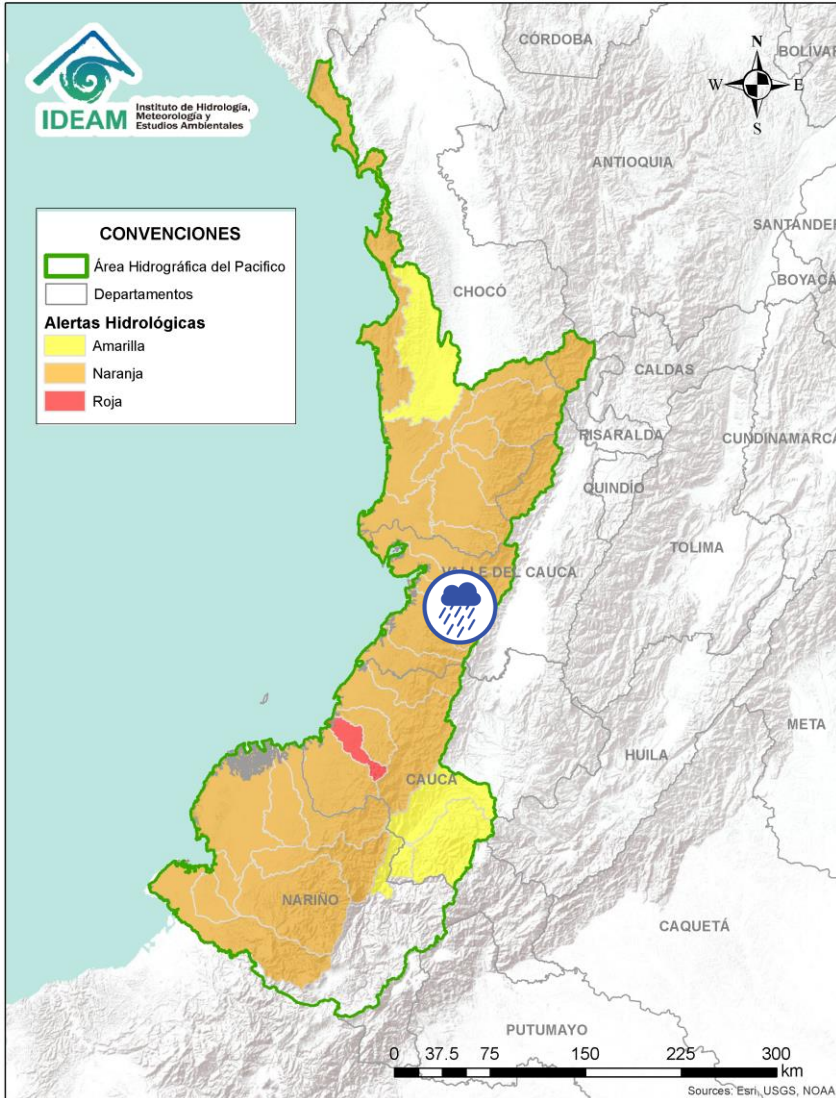 IDEAM
Instituto de Hidrología,
Meteorología y
Estudios Ambientales
CÓRDOBA
BOLÍVAR
N
W
E
S
ANTIOQUIA
SANTANDER
BOYACÁ
CONVENCIONES
Área Hidrográfica del Pacifico
Departamentos
Alertas Hidrológicas
Amarilla
Naranja
Roja
CHOCÓ
CALDAS
RISARALDA
CUNDINAMARCA
QUINDÍO
TOLIMA
VALLE DEL CAUCA
META
HUILA
CAUCA
NARIÑO
CAQUETÁ
PUTUMAYO
0 37.5 75 150 225 300
km
Sources: Esri, USGS, NOAA